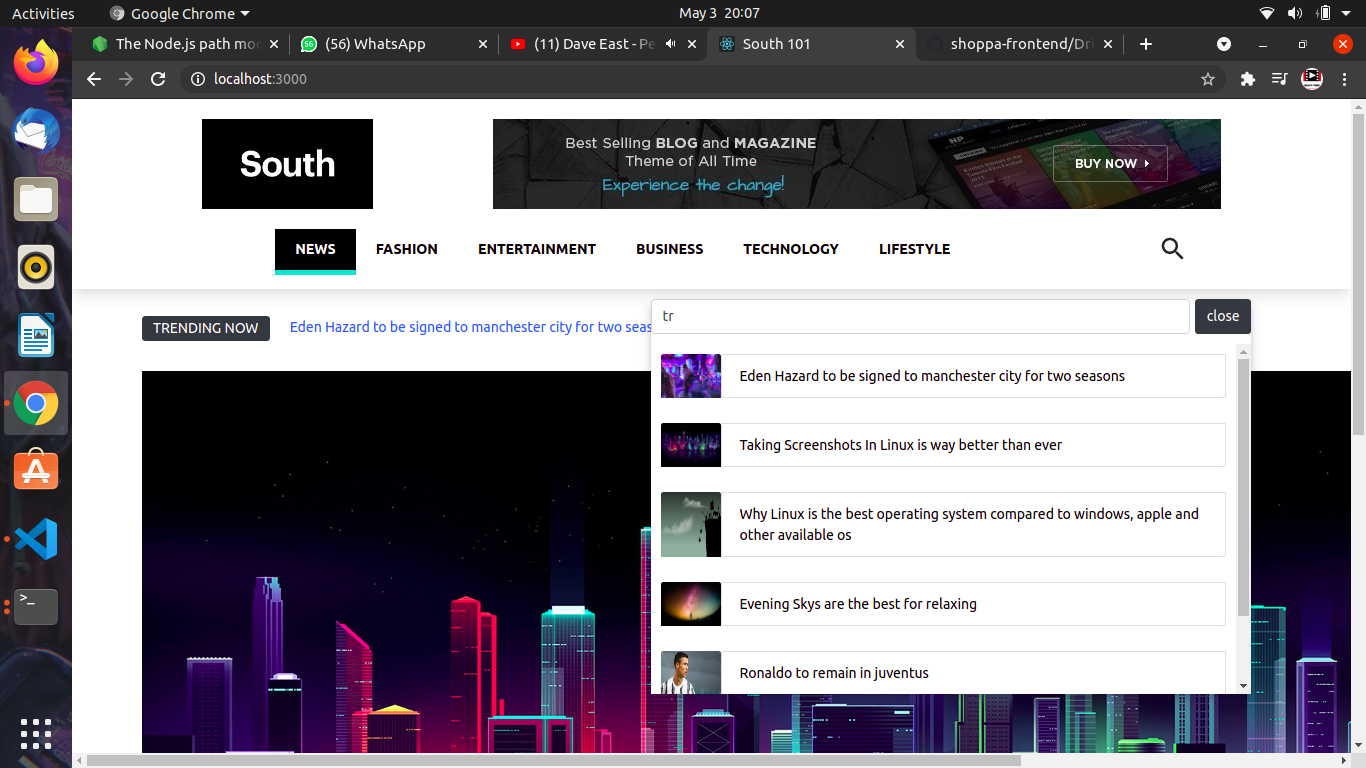 Activities
Google Chrome
May 3 20:07
The Node.js path mo
(56) WhatsApp
(11) Dave East - Pe
South 101
shoppa-frontend/Dri
localhost:3000
South
Best Selling BLOG and MAGAZINE
Theme of All Time
Experience the change!
BUY NOW
NEWS
FASHION
ENTERTAINMENT
BUSINESS
TECHNOLOGY
LIFESTYLE
TRENDING NOW
Eden Hazard to be signed to manchester city for two seas
tr
close
Eden Hazard to be signed to manchester city for two seasons
Taking Screenshots In Linux is way better than ever
Why Linux is the best operating system compared to windows, apple and
other available os
Evening Skys are the best for relaxing
Ronaldo to remain in juventus